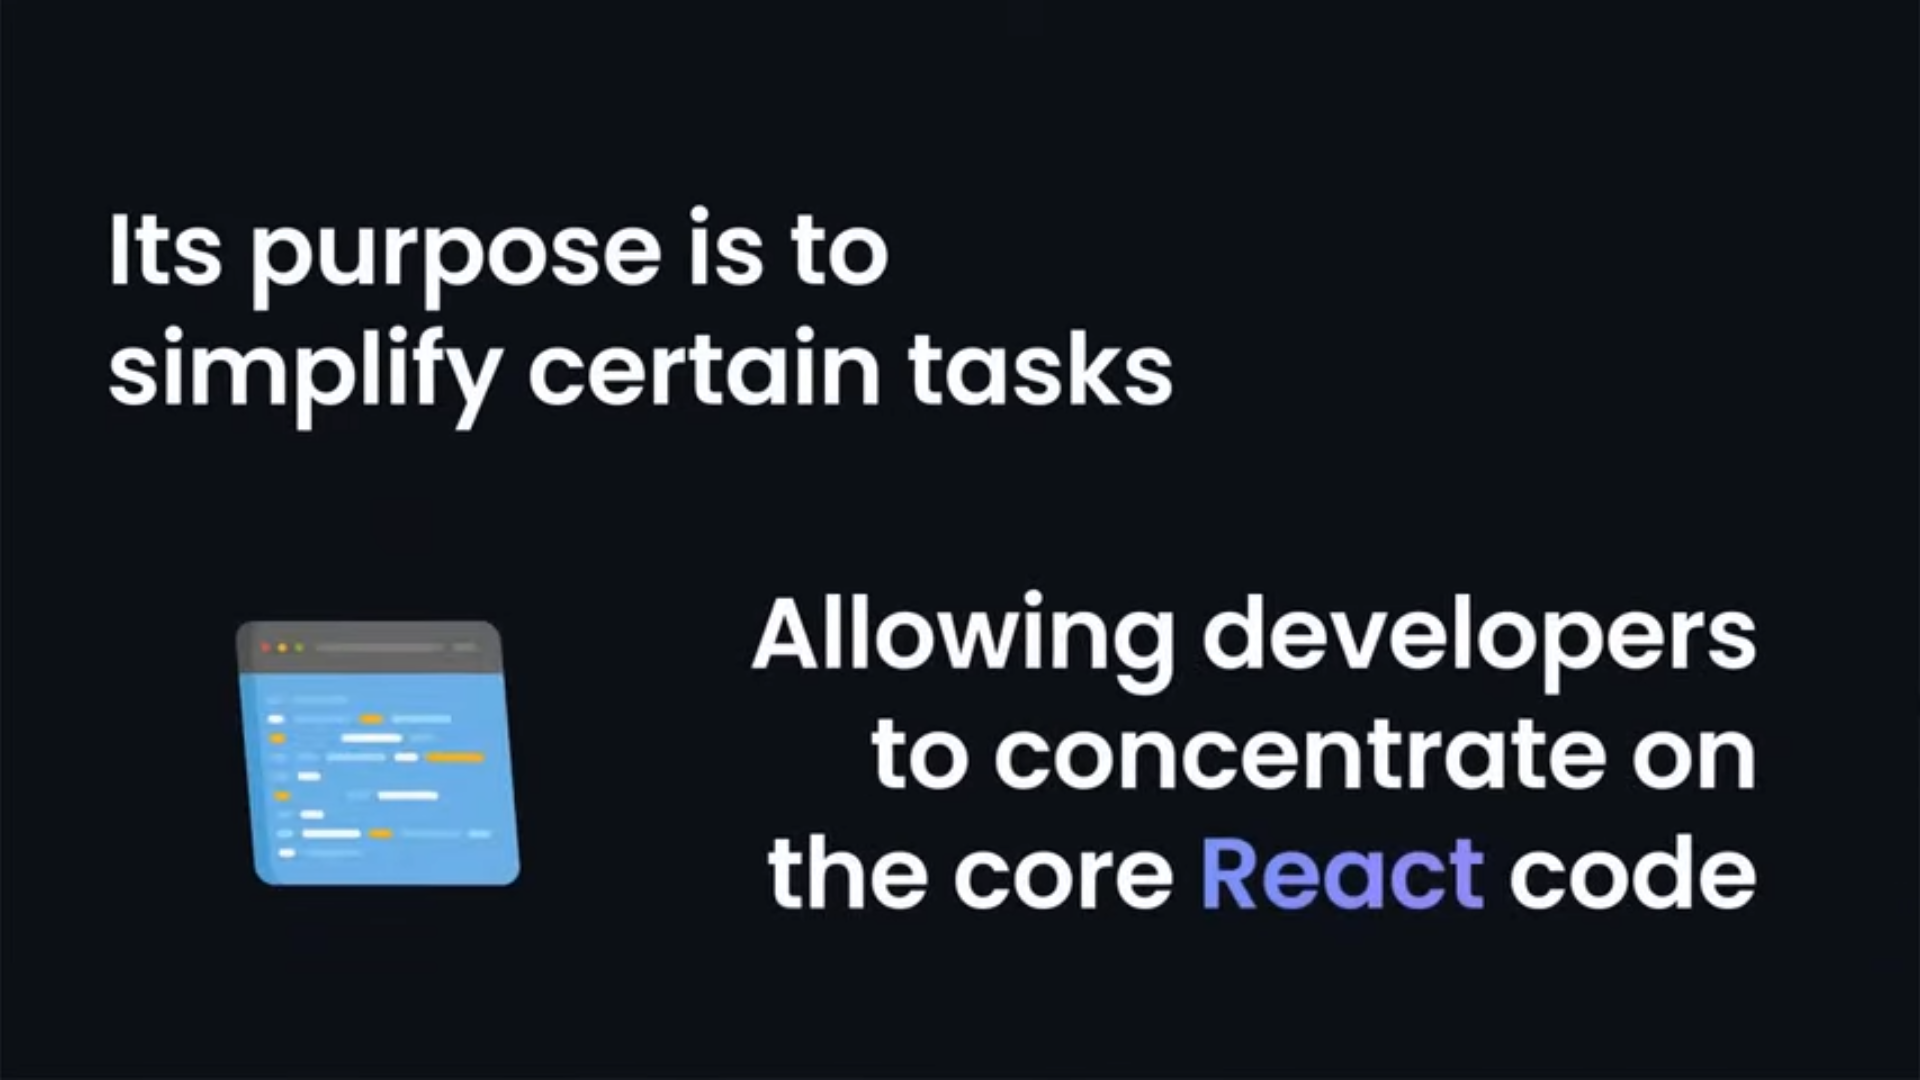 Its purpose is to
simplify certain tasks
Allowing developers
to concentrate on
the core React code